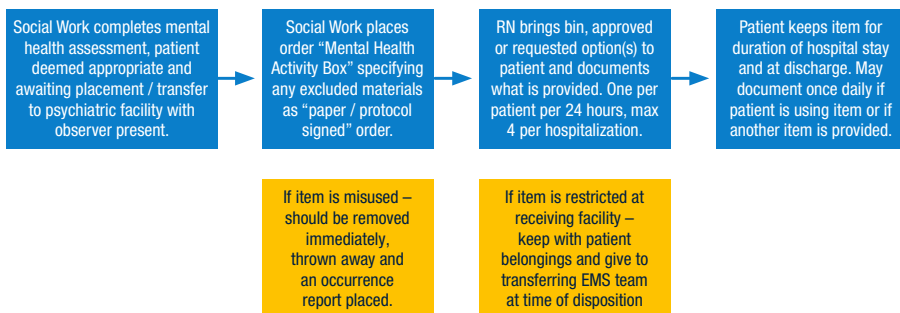 Social Work completes mental
health assessment, patient
deemed appropriate and
awaiting placement / transfer
to psychiatric facility with
observer present.
Social Work places
order “Mental Health
Activity Box” specifying
any excluded materials
as “paper / protocol
signed” order.
RN brings bin, approved
or requested option(s) to
patient and documents
what is provided. One per
patient per 24 hours, max
4 per hospitalization.
Patient keeps item for
duration of hospital stay
and at discharge. May
document once daily if
patient is using item or if
another item is provided.
If item is misused –
should be removed
immediately,
thrown away and
an occurrence
report placed.
If item is restricted at
receiving facility –
keep with patient
belongings and give to
transferring EMS team
at time of disposition